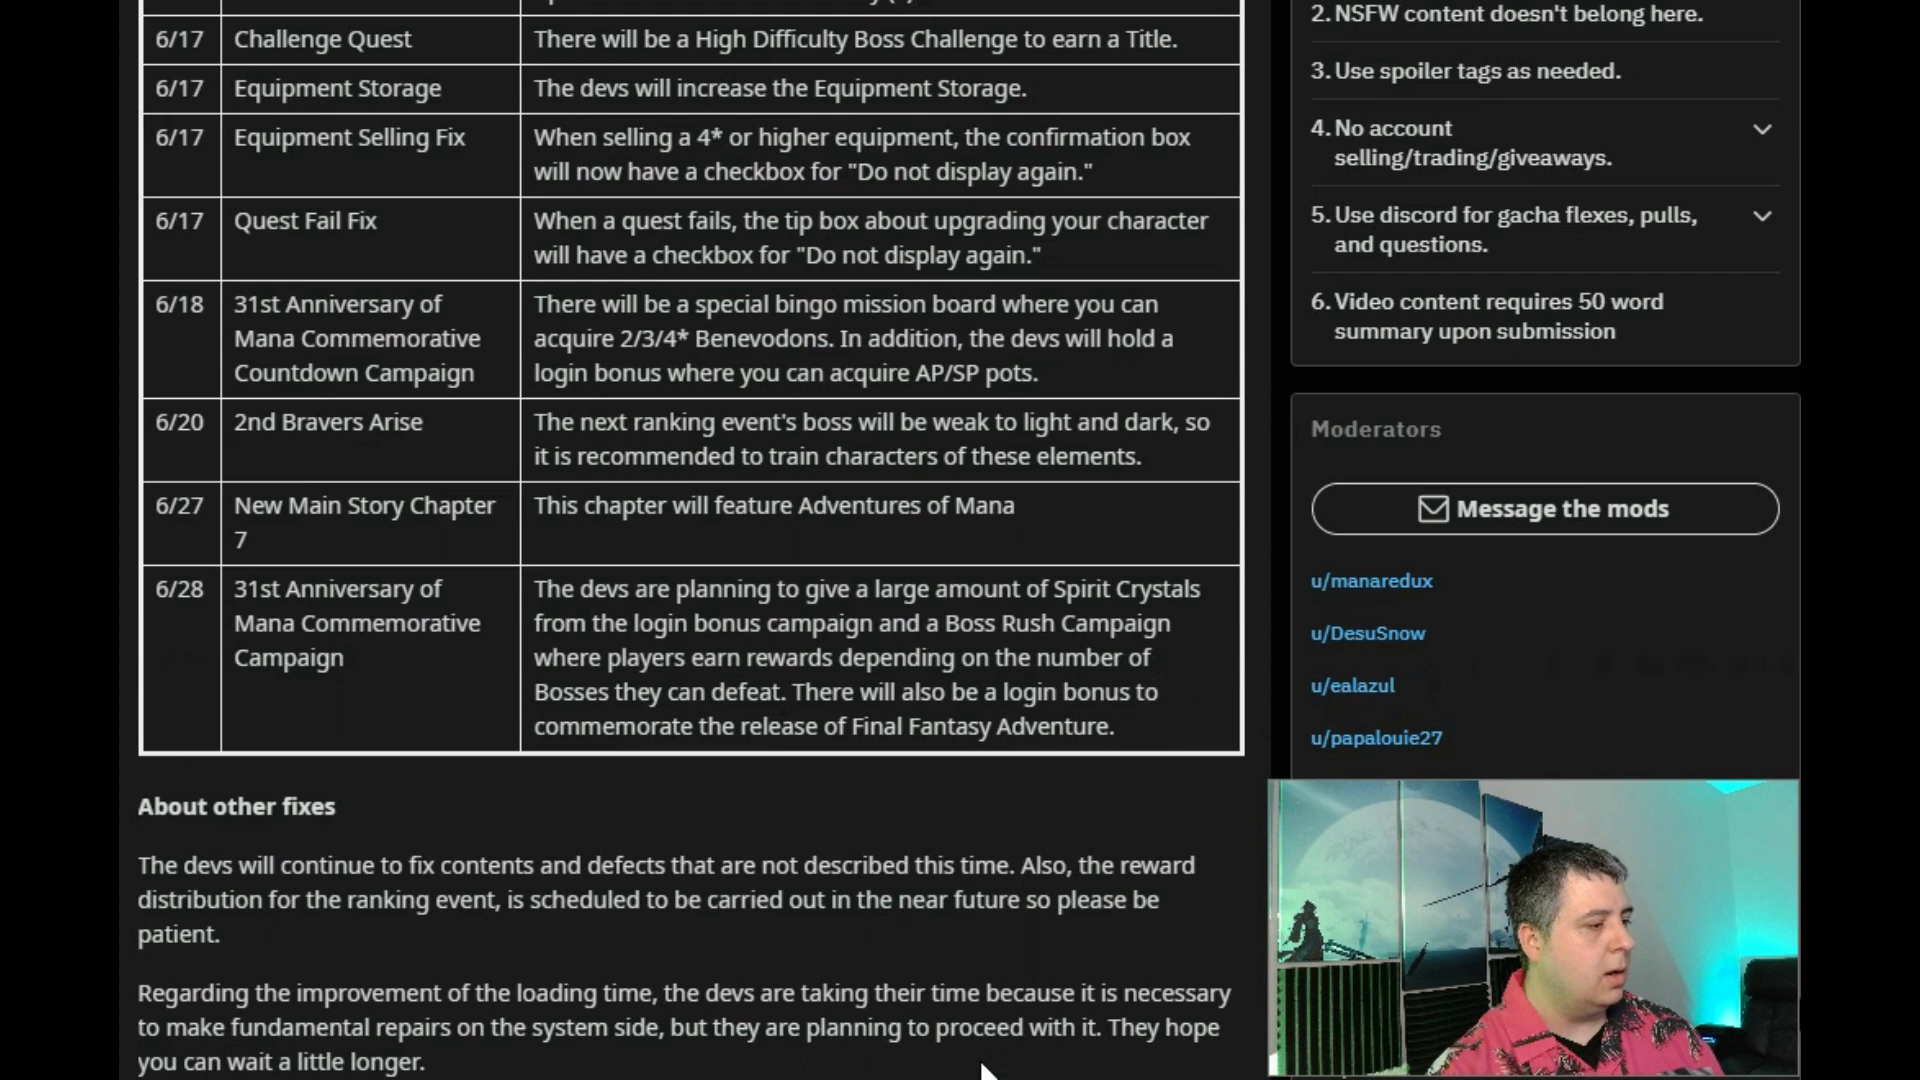 6/17 Challenge Quest There will be a High Difficulty Boss Challenge to earn a Title.
6/17 Equipment Storage The devs will increase the Equipment Storage.
6/17 Equipment Selling Fix When selling a 4* or higher equipment, the confirmation box
will now have a checkbox for "Do not display again."
6/17 Quest Fail Fix When a quest fails, the tip box about upgrading your character
will have a checkbox for "Do not display again."
6/18 31st Anniversary of There will be a special bingo mission board where you can
Mana Commemorative acquire 2/3/4* Benevodons. In addition, the devs will hold a
Countdown Campaign login bonus where you can acquire AP/SP pots.
6/20 2nd Bravers Arise The next ranking event's boss will be weak to light and dark, so
it is recommended to train characters of these elements.
6/27 New Main Story Chapter This chapter will feature Adventures of Mana
7
6/28 31st Anniversary of The devs are planning to give a large amount of Spirit Crystals
Mana Commemorative from the login bonus campaign and a Boss Rush Campaign
Campaign where players earn rewards depending on the number of
Bosses they can defeat. There will also be a login bonus to
commemorate the release of Final Fantasy Adventure.
About other fixes
The devs will continue to fix contents and defects that are not described this time. Also, the reward
distribution for the ranking event, is scheduled to be carried out in the near future so please be
patient.
Regarding the improvement of the loading time, the devs are taking their time because it is necessary
to make fundamental repairs on the system side, but they are planning to proceed with it. They hope
you can wait a little longer.
2. NSFW content doesn't belong here.
3. Use spoiler tags as needed.
4. No account
selling/trading/giveaways.
5. Use discord for gacha flexes, pulls,
and questions.
6. Video content requires 50 word
summary upon submission
Moderators
Message the mods
u/manaredux
u/DesuSnow
u/ealazul
u/papalouie27